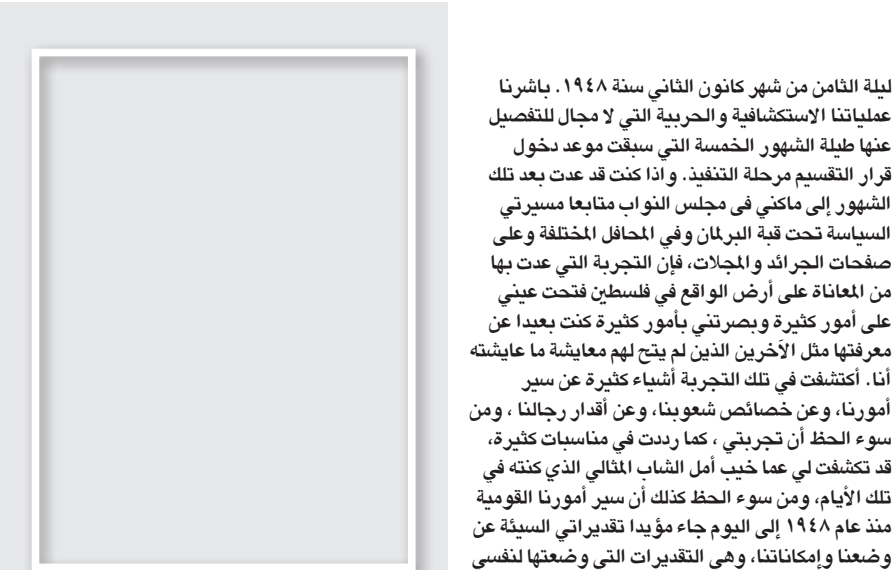 ليلة الثامن من شهر كانون الثاني سنة ١٩٤٨. باشرنا
عملياتنا الاستكشافية والحربية التي لا مجال للتفصيل
عنها طيلة الشهور الخمسة التي سبقت موعد دخول
قرار التقسيم مرحلة التنفيذ. واذا كنت قد عدت بعد تلك
الشهور إلى ماكني فى مجلس النواب متابعا مسيرتي
السياسة تحت قبة البرلمان وفي المحافل المختلفة وعلى
صفحات الجرائد والمجلات، فإن التجربة التي عدت بها
من المعاناة على أرض الواقع في فلسطين فتحت عيني
على أمور كثيرة وبصرتني بأمور كثيرة كنت بعيدا عن
معرفتها مثل الآخرين الذين لم يتح لهم معايشة ما عايشته
أنا. أكتشفت في تلك التجربة أشياء كثيرة عن سير
أمورنا، وعن خصائص شعوبنا، وعن أقدار رجالنا ، ومن
سوء الحظ أن تجربتي ، كما رددت في مناسبات كثيرة،
قد تكشفت لي عما خيب أمل الشاب المثالي الذي كنته في
تلك الأيام، ومن سوء الحظ كذلك أن سير أمورنا القومية
منذ عام ١٩٤٨ إلى اليوم جاء مؤيدا تقديراتي السيئة عن
وضعنا وإمكاناتنا، وهي التقديرات التي وضعتها لنفسي